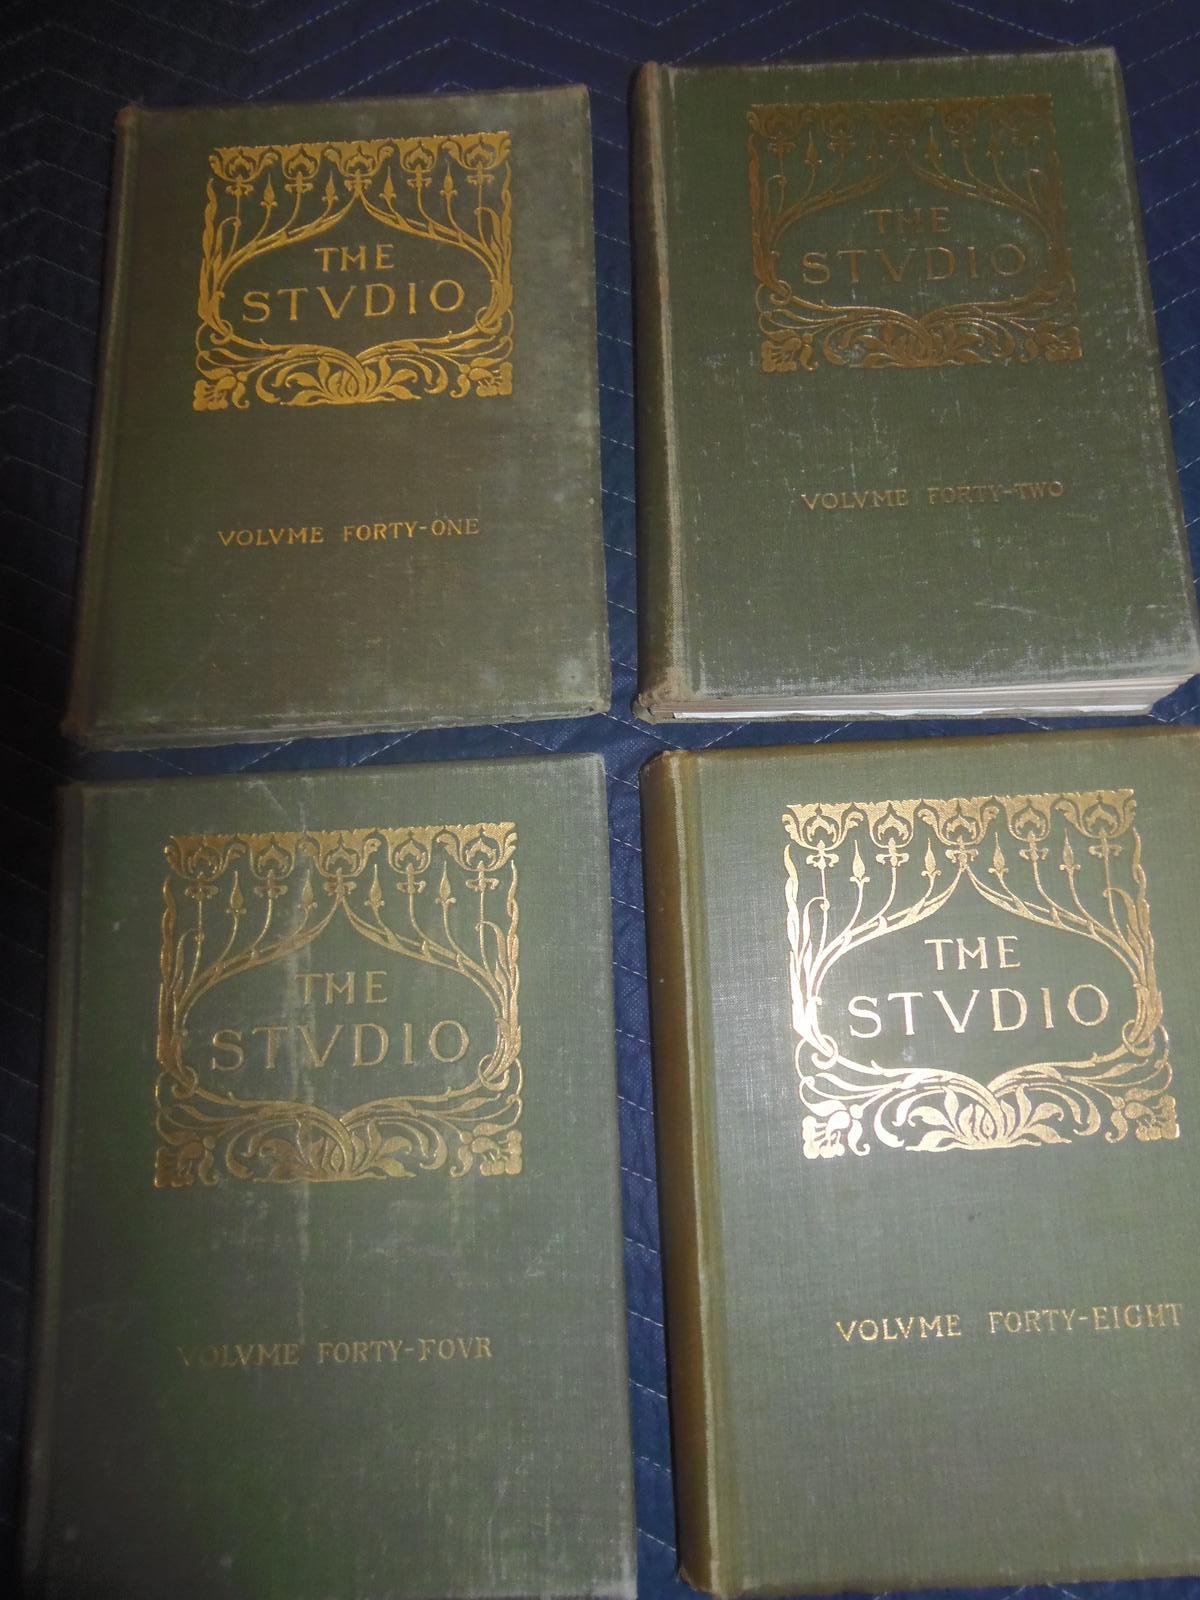 THE
STVDIO
VOLVME FORTY-ONE
THE
STVDIO
VOLVME FORTY-TWO
THE
STVDIO
VOLVME FORTY-FOVR
THE
STVDIO
VOLVME FORTY-EIGHT